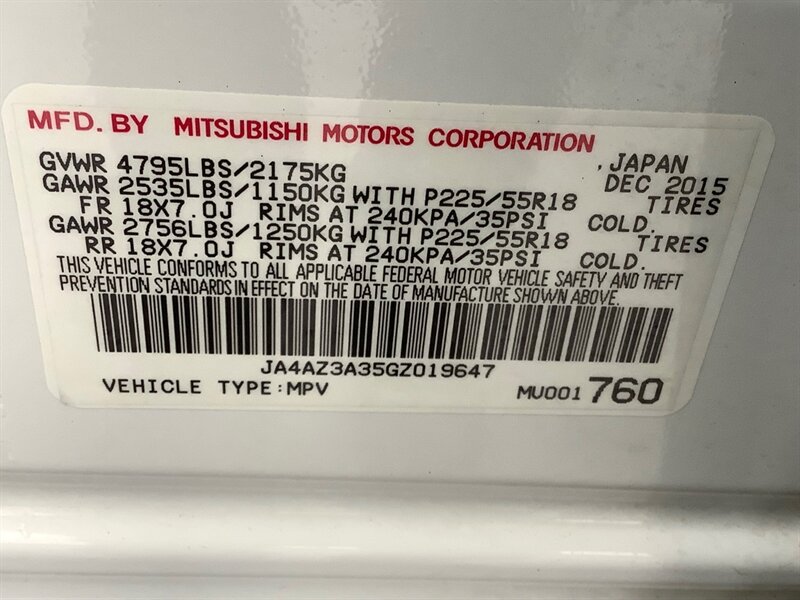 MFD. BY MITSUBISHI MOTORS CORPORATION
GVWR 4795LBS/2175KG , JAPAN
GAWR 2535LBS/1150KG WITH P225/55R18 DEC 2015 TIRES
FR 18X7.0J RIMS AT 240KPA/35PSI COLD.
GAWR 2756LBS/1250KG WITH P225/55R18 TIRES
RR 18X7.0J RIMS AT 240KPA/35PSI COLD.
THIS VEHICLE CONFORMS TO ALL APPLICABLE FEDERAL MOTOR VEHICLE SAFETY AND THEFT
PREVENTION STANDARDS IN EFFECT ON THE DATE OF MANUFACTURE SHOWN ABOVE.
JA4AZ3A35GZ019647
VEHICLE TYPE:MPV MU001 760